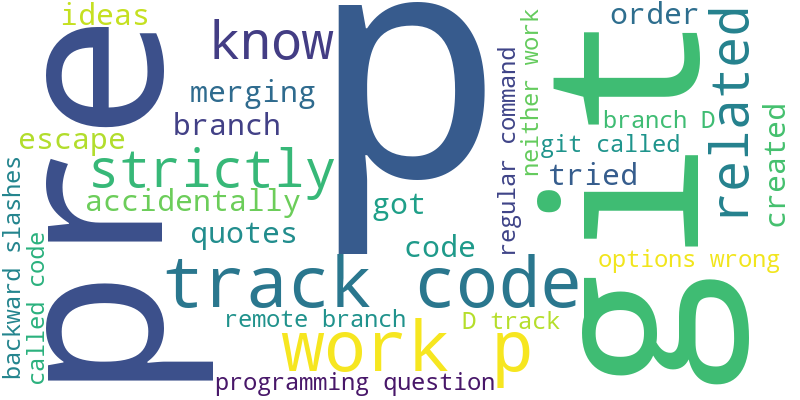 ideas
order
know
p
pre
git
related
merging
branch
escape
strictly
accidentally
got
quotes
code
regular command
neither work
branch D
git called
tried
created
options wrong
backward slashes
called code
track code
remote branch
D track
work p
programming question